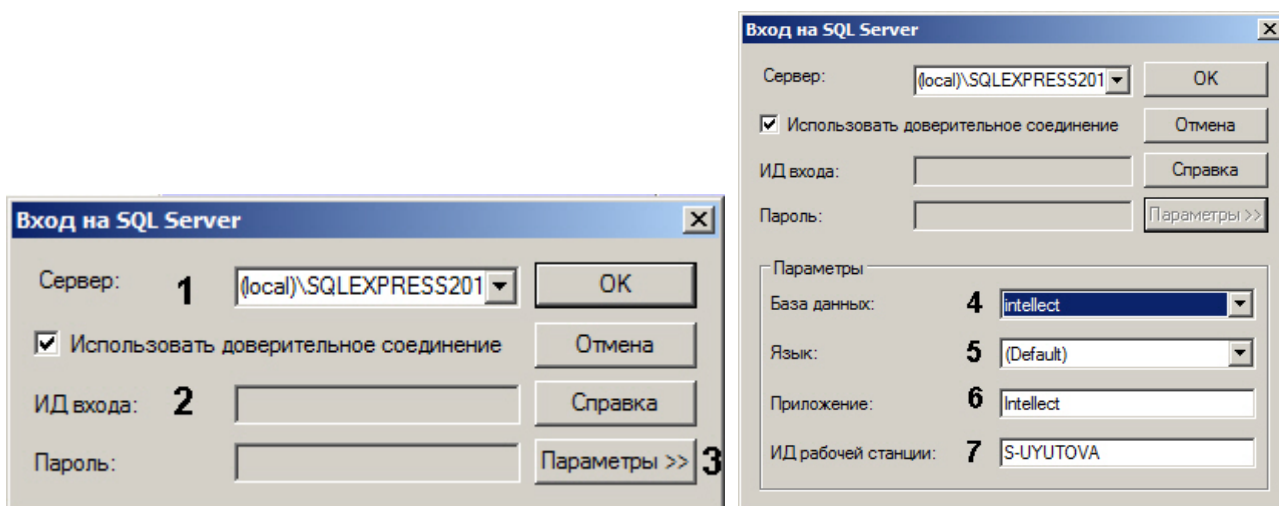 Вход на SQL Server
Сервер: 1 (local)\SQLEXPRESS201 OK
Использовать доверительное соединение Отмена
ИД входа: 2 Справка
Пароль: Параметры >> 3
Вход на SQL Server
Сервер: (local)\SQLEXPRESS201 OK
Использовать доверительное соединение Отмена
ИД входа: Справка
Пароль: Параметры >>
Параметры
База данных: 4 intellect
Язык: 5 (Default)
Приложение: 6 Intellect
ИД рабочей станции: 7 S-UYUTOVA